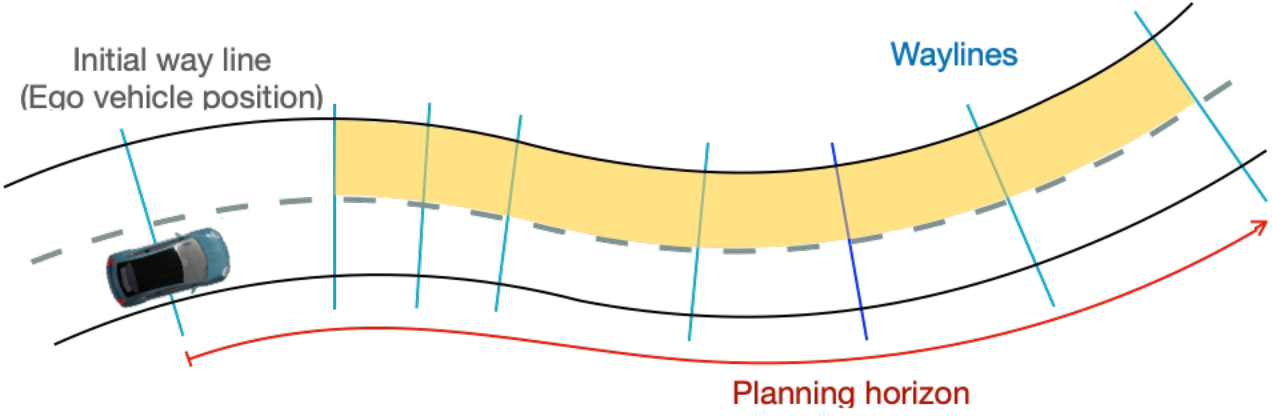 Initial way line
(Ego vehicle position)
Waylines
Planning horizon